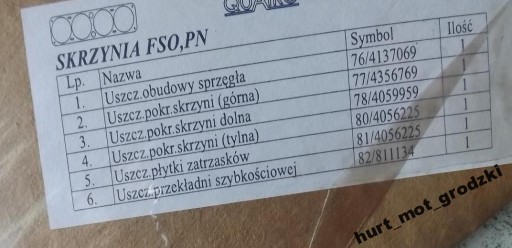 SKRZYNIA FSO,PN
Lp. Nazwa Symbol Ilość
1. Uszcz.obudowy sprzęgła 76/4137069 1
2. Uszcz.pokr.skrzyni (górna) 77/4356769 1
3. Uszcz.pokr.skrzyni dolna 78/4059959 1
4. Uszcz.pokr.skrzyni (tylna) 80/4056225 1
5. Uszcz.płytki zatrzasków 81/4056225 1
6. Uszcz.przekładni szybkościowej 82/811134 1
hurt_mot_grodzki